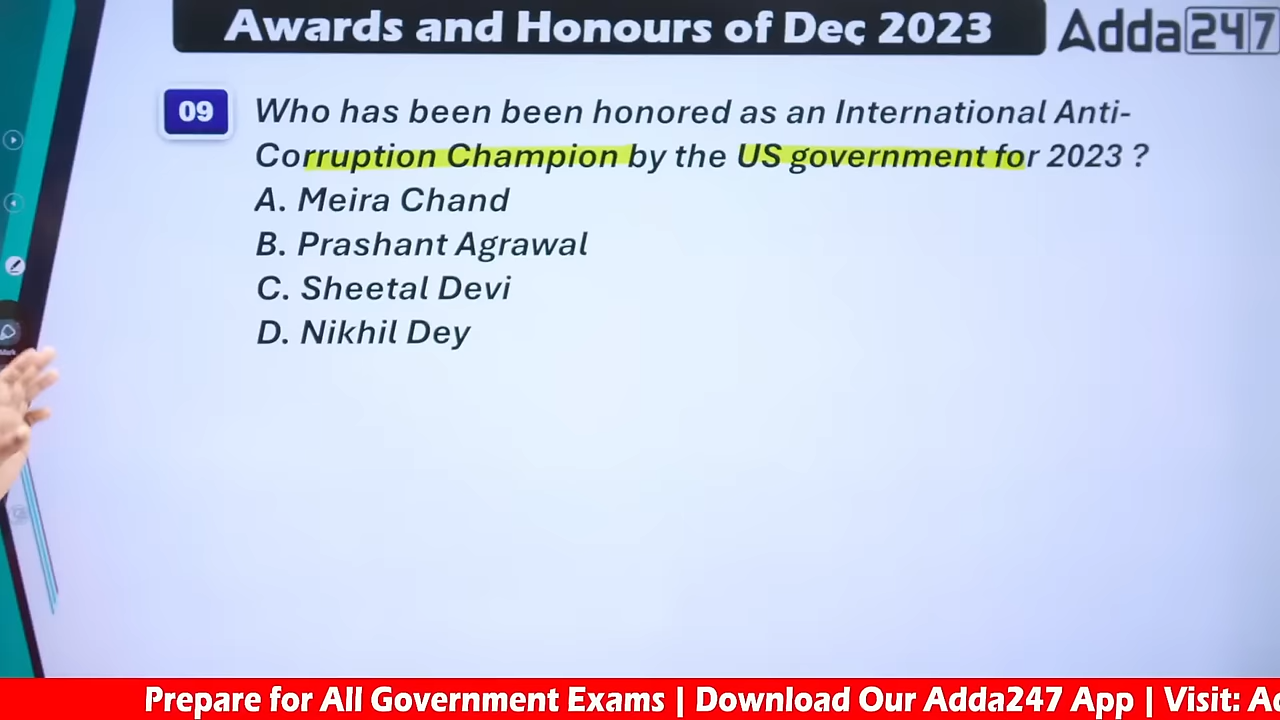 Awards and Honours of Dec 2023
Adda247
09
Who has been been honored as an International Anti-
Corruption Champion by the US government for 2023 ?
A. Meira Chand
B. Prashant Agrawal
C. Sheetal Devi
D. Nikhil Dey
Prepare for All Government Exams | Download Our Adda247 App | Visit: Ad